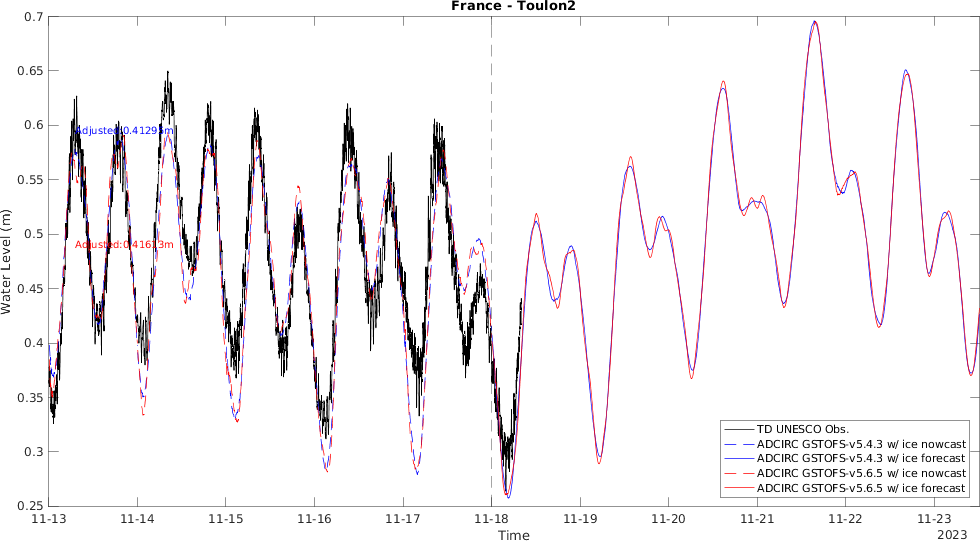 France - Toulon2
0.7
0.65
0.6
0.55
0.5
0.45
0.4
0.35
0.3
0.25
Water Level (m)
Adjusted:0.41295m
Adjusted:0.41613m
TD UNESCO Obs.
ADCIRC GSTOFS-v5.4.3 w/ ice nowcast
ADCIRC GSTOFS-v5.4.3 w/ ice forecast
ADCIRC GSTOFS-v5.6.5 w/ ice nowcast
ADCIRC GSTOFS-v5.6.5 w/ ice forecast
11-13 11-14 11-15 11-16 11-17 11-18 11-19 11-20 11-21 11-22 11-23
Time
2023